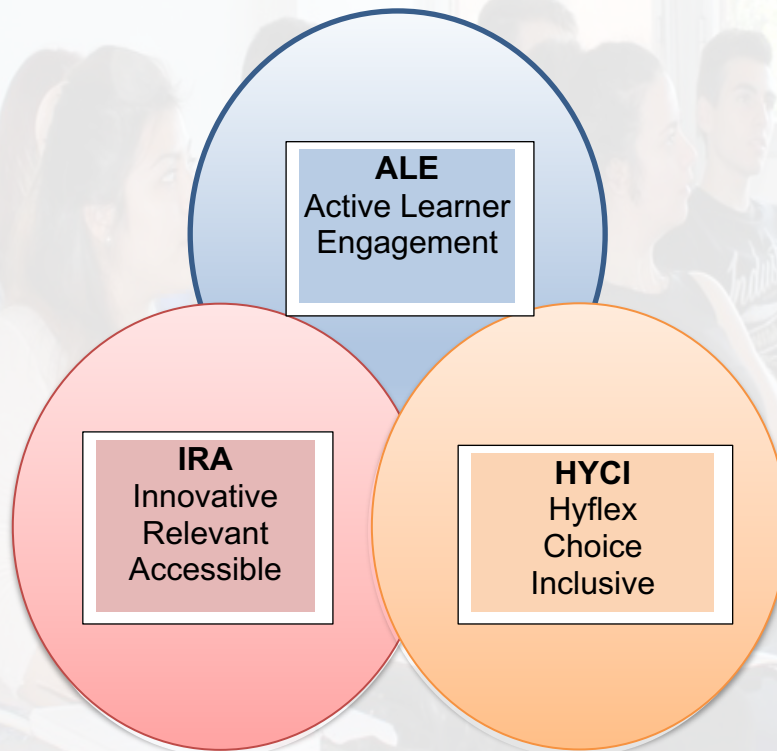 ALE
Active Learner
Engagement
IRA
Innovative
Relevant
Accessible
HYCI
Hyflex
Choice
Inclusive